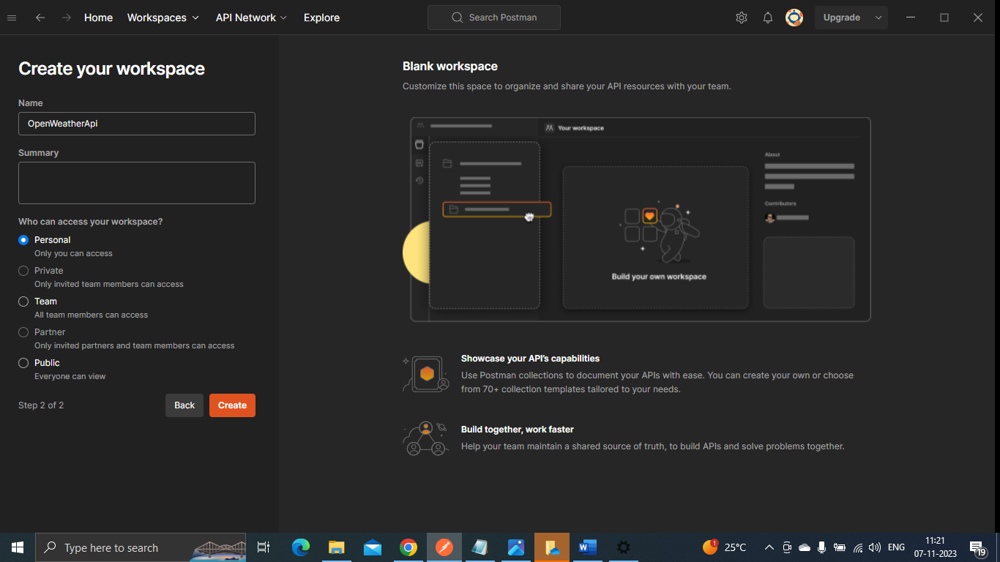 Home Workspaces API Network Explore Search Postman Upgrade
Create your workspace
Name
OpenWeatherApi
Summary
Who can access your workspace?
Personal
Only you can access
Private
Only invited team members can access
Team
All team members can access
Partner
Only invited partners and team members can access
Public
Everyone can view
Step 2 of 2 Back Create
Blank workspace
Customize this space to organize and share your API resources with your team.
Your workspace
About
Contributors
Build your own workspace
Showcase your API's capabilities
Use Postman collections to document your APIs with ease. You can create your own or choose
from 70+ collection templates tailored to your needs.
Build together, work faster
Help your team maintain a shared source of truth, to build APIs and solve problems together.
Type here to search
1
25°C
ENG
11:21
07-11-2023
19